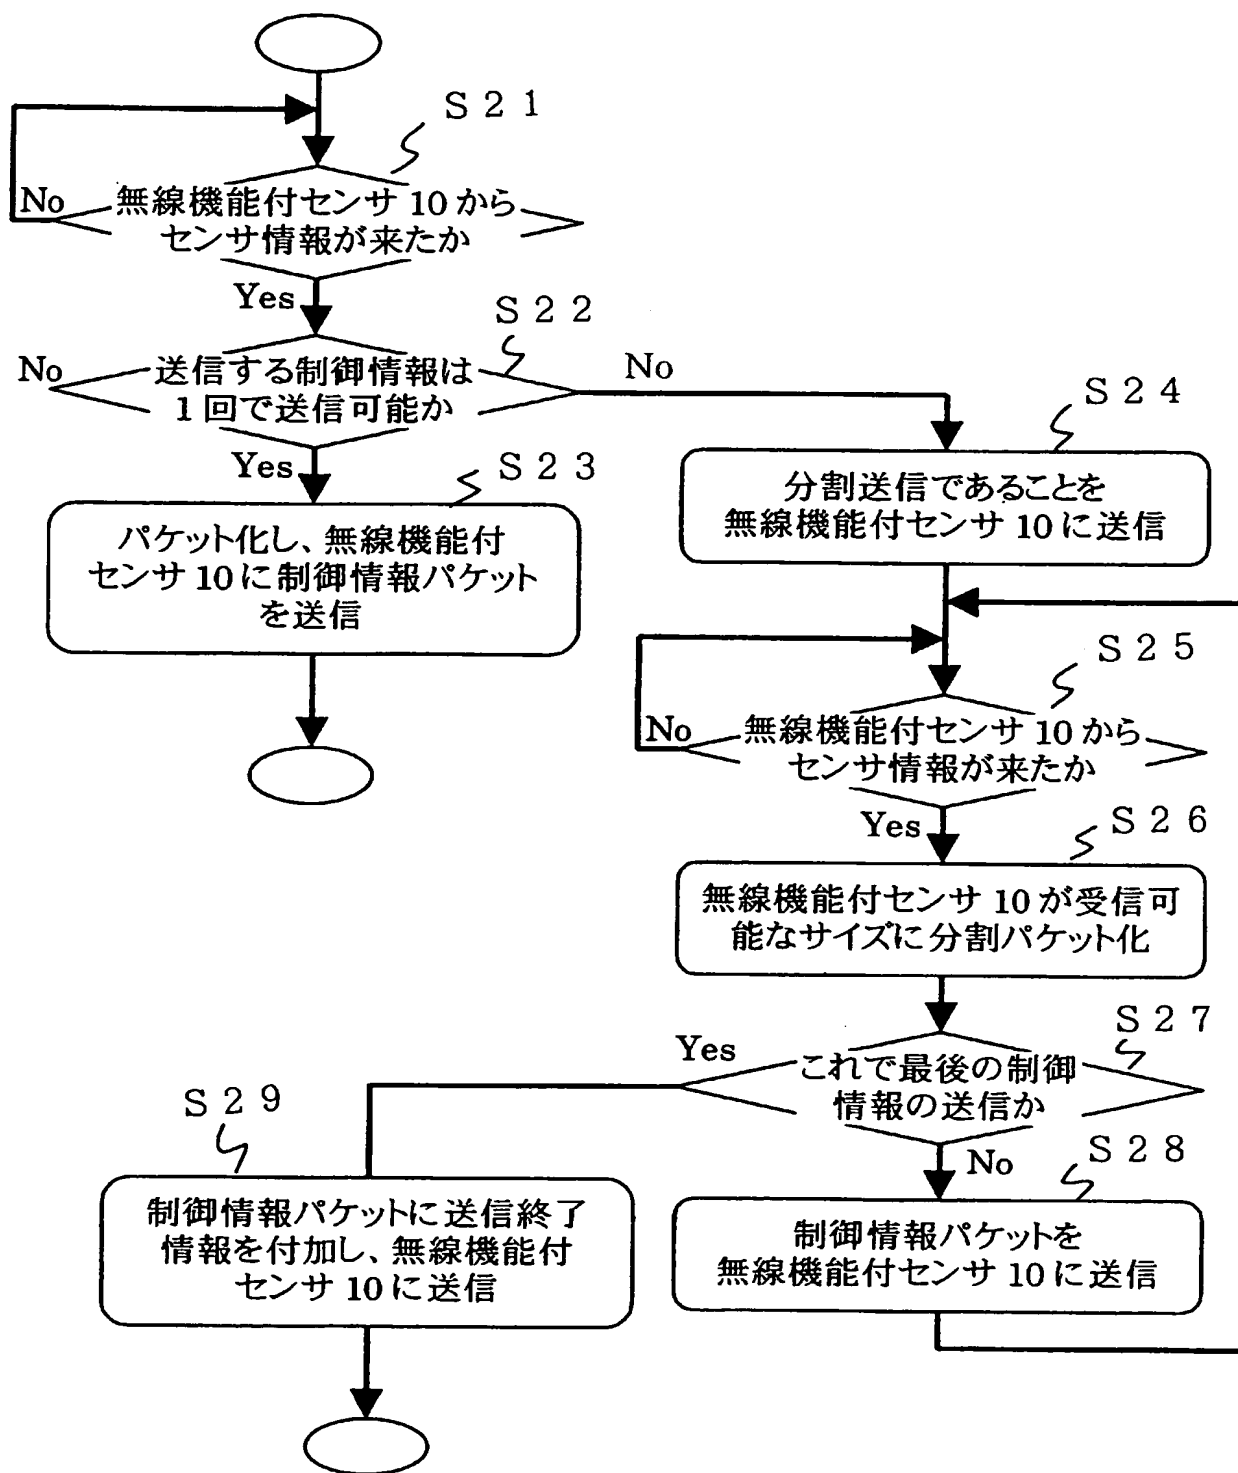 S21
No
無線機能付センサ 10 から
センサ情報が来たか
Yes
S22
No
送信する制御情報は
1 回で送信可能か
No
Yes
S23
パケット化し、無線機能付
センサ 10 に制御情報パケット
を送信
S24
分割送信であることを
無線機能付センサ 10 に送信
S25
No
無線機能付センサ 10 から
センサ情報が来たか
Yes
S26
無線機能付センサ 10 が受信可
能なサイズに分割パケット化
S27
Yes
これで最後の制御
情報の送信か
No
S28
制御情報パケットを
無線機能付センサ 10 に送信
S29
制御情報パケットに送信終了
情報を付加し、無線機能付
センサ 10 に送信